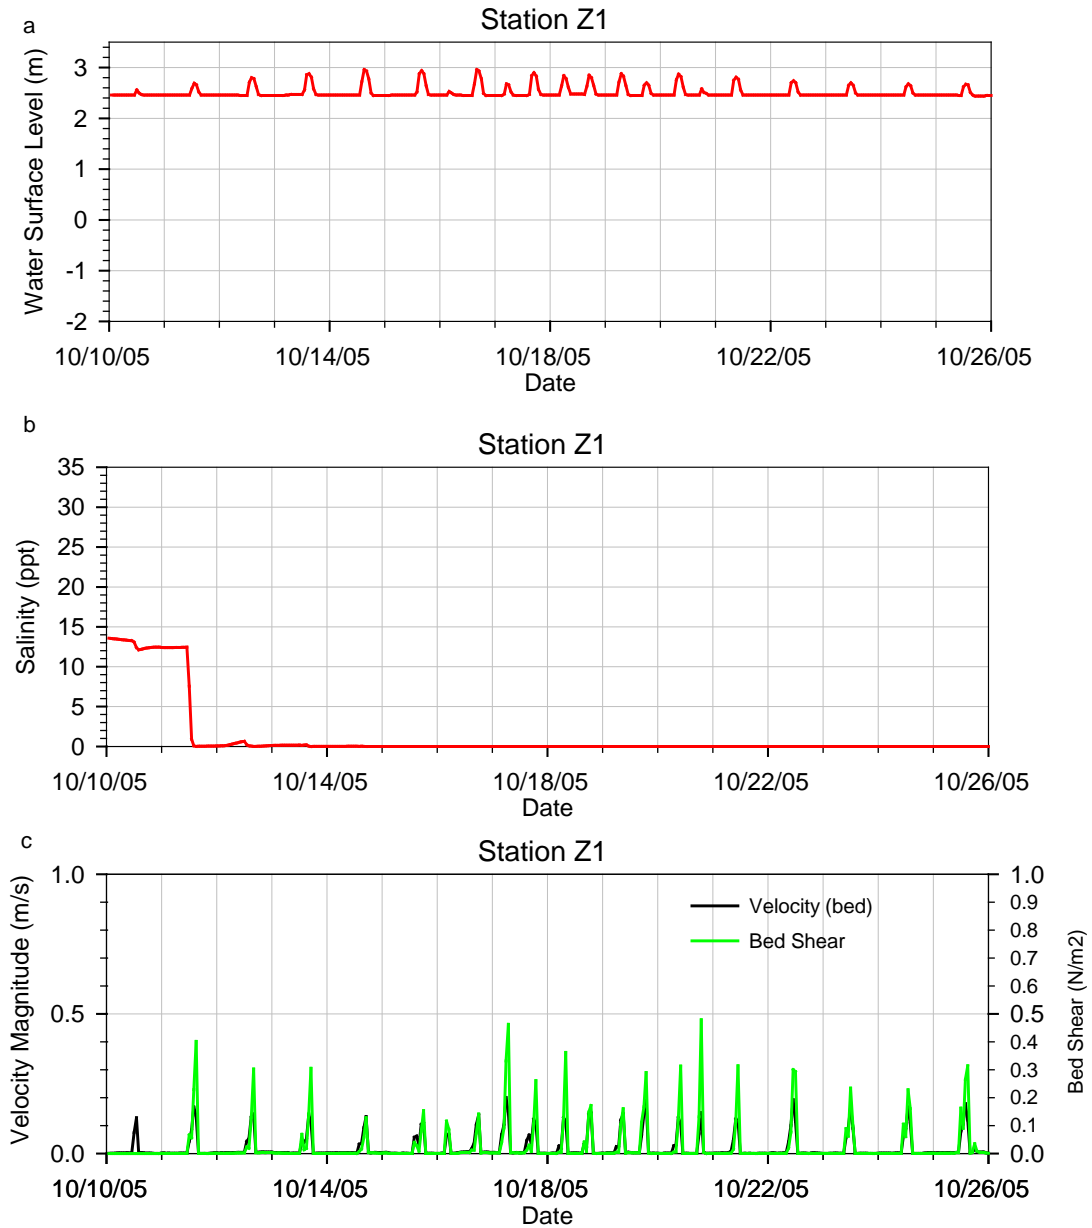 a
Station Z1
Water Surface Level (m)
3
2
1
0
-1
-2
10/10/05 10/14/05 10/18/05 10/22/05 10/26/05
Date
b
Station Z1
Salinity (ppt)
35
30
25
20
15
10
5
0
10/10/05 10/14/05 10/18/05 10/22/05 10/26/05
Date
c
Station Z1
Velocity Magnitude (m/s)
1.0
0.5
0.0
Velocity (bed)
Bed Shear
1.0
0.9
0.8
0.7
0.6
0.5
0.4
0.3
0.2
0.1
0.0
Bed Shear (N/m2)
10/10/05 10/14/05 10/18/05 10/22/05 10/26/05
Date